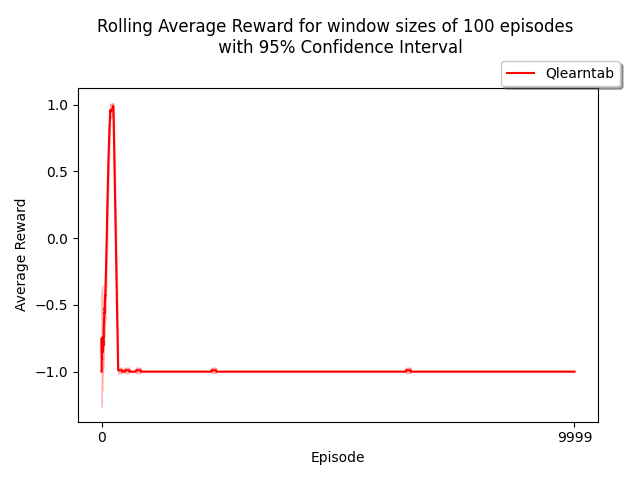 Rolling Average Reward for window sizes of 100 episodes
with 95% Confidence Interval
Qlearntab
1.0
0.5
0.0
−0.5
−1.0
Average Reward
0
9999
Episode